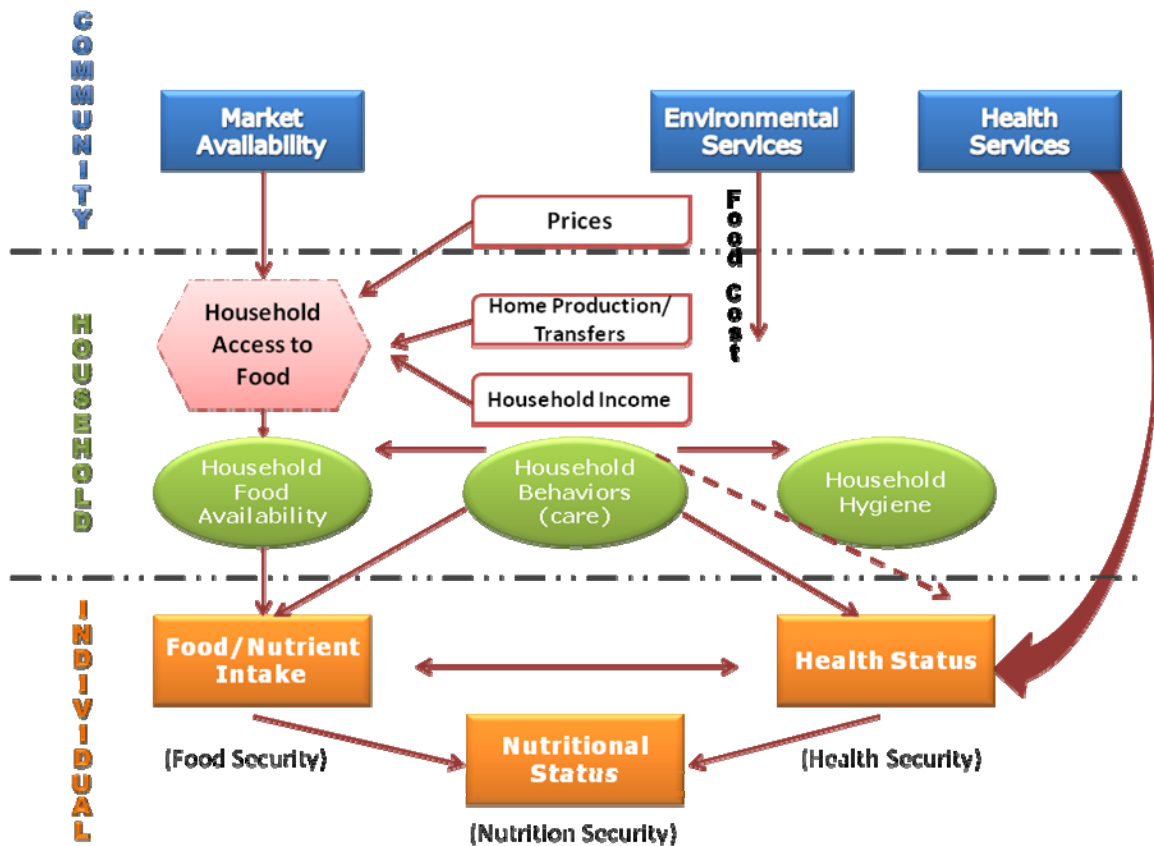 COMMUNITY
Market
Availability
Environmental
Services
Health
Services
Prices
Food Cost
HOUSEHOLD
Household
Access to
Food
Home Production/
Transfers
Household Income
Household
Food
Availability
Household
Behaviors
(care)
Household
Hygiene
INDIVIDUAL
Food/Nutrient
Intake
Health Status
(Food Security)
Nutritional
Status
(Health Security)
(Nutrition Security)